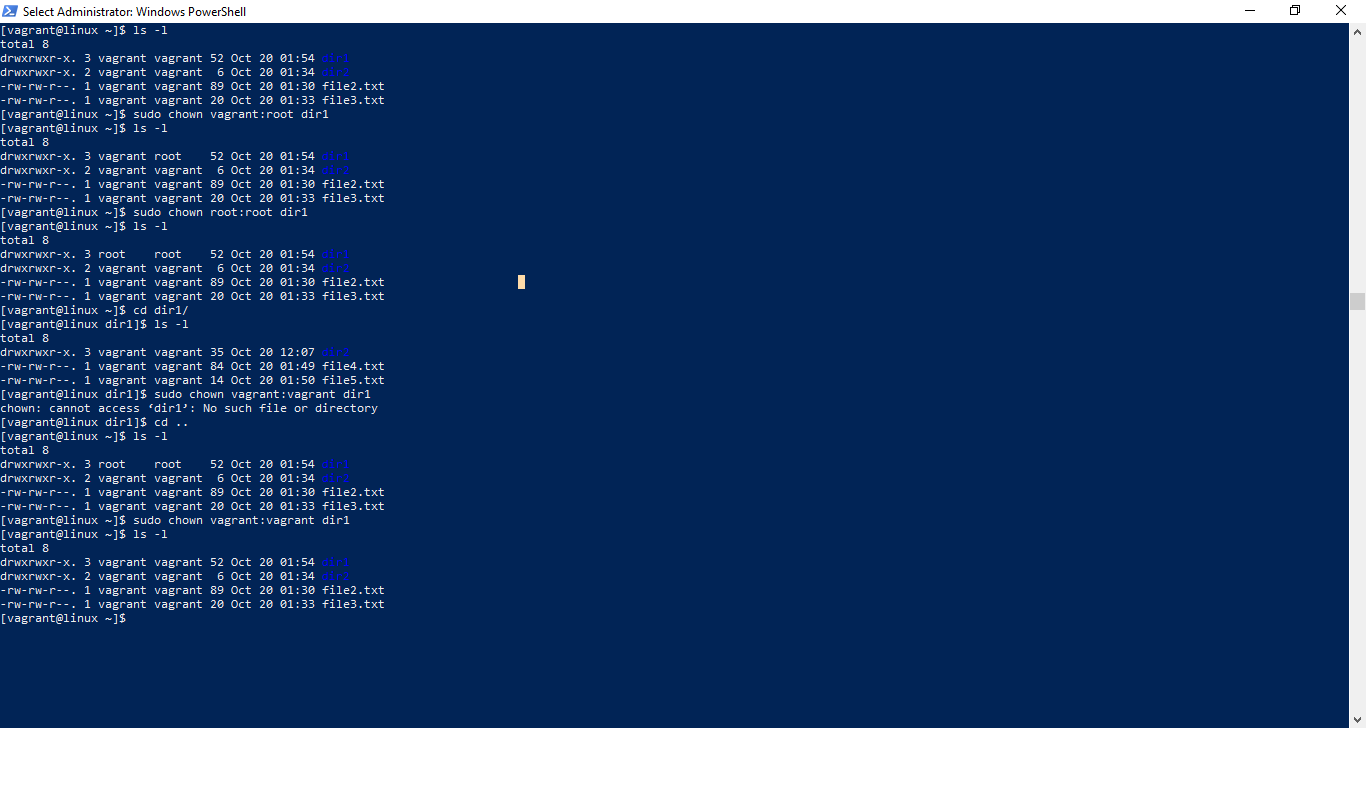 Select Administrator: Windows PowerShell
[vagrant@linux ~]$ ls -l
total 8
drwxrwxr-x. 3 vagrant vagrant 52 Oct 20 01:54 dir1
drwxrwxr-x. 2 vagrant vagrant  6 Oct 20 01:34
-rw-rw-r--. 1 vagrant vagrant 89 Oct 20 01:30 file2.txt
-rw-rw-r--. 1 vagrant vagrant 20 Oct 20 01:33 file3.txt
[vagrant@linux ~]$ sudo chown vagrant:root dir1
[vagrant@linux ~]$ ls -l
total 8
drwxrwxr-x. 3 vagrant root    52 Oct 20 01:54 dir1
drwxrwxr-x. 2 vagrant vagrant  6 Oct 20 01:34
-rw-rw-r--. 1 vagrant vagrant 89 Oct 20 01:30 file2.txt
-rw-rw-r--. 1 vagrant vagrant 20 Oct 20 01:33 file3.txt
[vagrant@linux ~]$ sudo chown root:root dir1
[vagrant@linux ~]$ ls -l
total 8
drwxrwxr-x. 3 root    root    52 Oct 20 01:54 dir1
drwxrwxr-x. 2 vagrant vagrant  6 Oct 20 01:34
-rw-rw-r--. 1 vagrant vagrant 89 Oct 20 01:30 file2.txt
-rw-rw-r--. 1 vagrant vagrant 20 Oct 20 01:33 file3.txt
[vagrant@linux ~]$ cd dir1/
[vagrant@linux dir1]$ ls -l
total 8
drwxrwxr-x. 3 vagrant vagrant 35 Oct 20 12:07
-rw-rw-r--. 1 vagrant vagrant 84 Oct 20 01:49 file4.txt
-rw-rw-r--. 1 vagrant vagrant 14 Oct 20 01:50 file5.txt
[vagrant@linux dir1]$ sudo chown vagrant:vagrant dir1
chown: cannot access ‘dir1’: No such file or directory
[vagrant@linux dir1]$ cd ..
[vagrant@linux ~]$ ls -l
total 8
drwxrwxr-x. 3 root    root    52 Oct 20 01:54 dir1
drwxrwxr-x. 2 vagrant vagrant  6 Oct 20 01:34
-rw-rw-r--. 1 vagrant vagrant 89 Oct 20 01:30 file2.txt
-rw-rw-r--. 1 vagrant vagrant 20 Oct 20 01:33 file3.txt
[vagrant@linux ~]$ sudo chown vagrant:vagrant dir1
[vagrant@linux ~]$ ls -l
total 8
drwxrwxr-x. 3 vagrant vagrant 52 Oct 20 01:54 dir1
drwxrwxr-x. 2 vagrant vagrant  6 Oct 20 01:34
-rw-rw-r--. 1 vagrant vagrant 89 Oct 20 01:30 file2.txt
-rw-rw-r--. 1 vagrant vagrant 20 Oct 20 01:33 file3.txt
[vagrant@linux ~]$